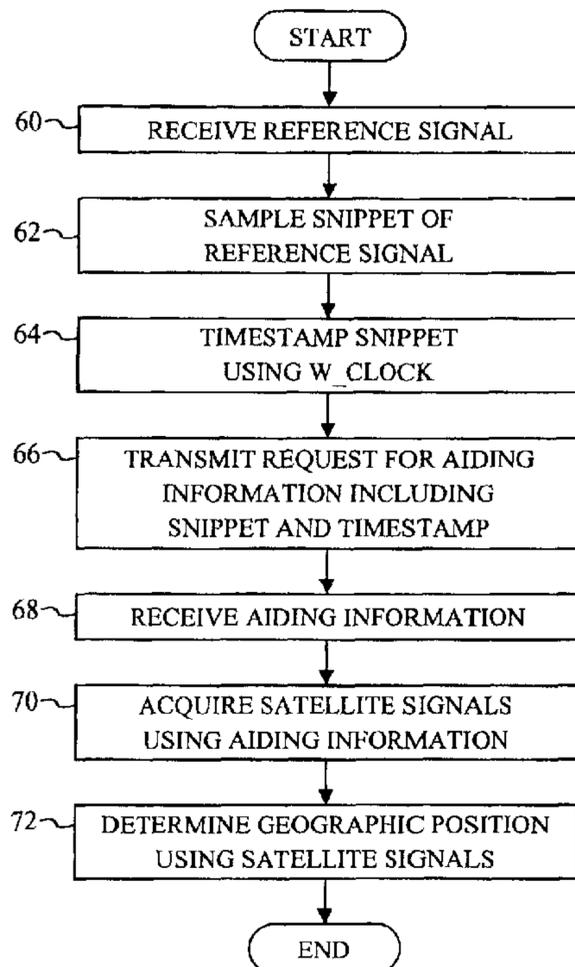 START
60
RECEIVE REFERENCE SIGNAL
62
SAMPLE SNIPPET OF
REFERENCE SIGNAL
64
TIMESTAMP SNIPPET
USING W_CLOCK
66
TRANSMIT REQUEST FOR AIDING
INFORMATION INCLUDING
SNIPPET AND TIMESTAMP
68
RECEIVE AIDING INFORMATION
70
ACQUIRE SATELLITE SIGNALS
USING AIDING INFORMATION
72
DETERMINE GEOGRAPHIC POSITION
USING SATELLITE SIGNALS
END